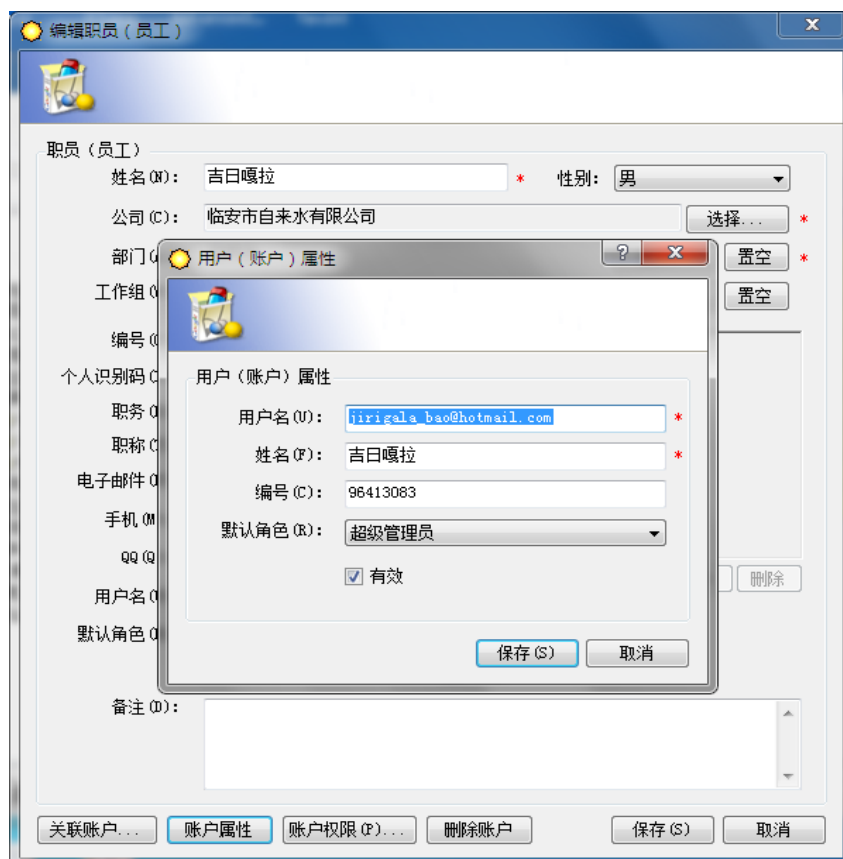 编辑职员（员工）
职员（员工）
姓名(N): 吉日嘎拉 * 性别: 男
公司(C): 临安市自来水有限公司 选择... *
部门 置空 *
工作组 置空
编号
个人识别码
职务
职称
电子邮件
手机(M
QQ(Q
用户名
默认角色
删除
用户（账户）属性
?
用户（账户）属性
用户名(U): jirigala_bao@hotmail.com *
姓名(F): 吉日嘎拉 *
编号(C): 96413083
默认角色(R): 超级管理员
有效
保存(S) 取消
备注(D):
关联账户... 账户属性 账户权限(P)... 删除账户 保存(S) 取消